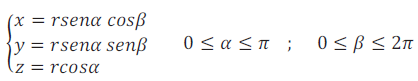 x = rsenα cosβ
y = rsenα senβ 0 ≤ α ≤ π ; 0 ≤ β ≤ 2π
z = rcosα